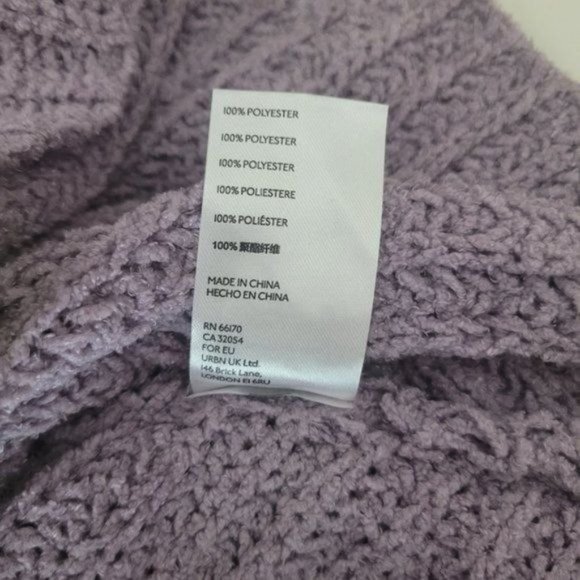 100% POLYESTER
100% POLYESTER
100% POLYESTER
100% POLIESTERE
100% POLIÉSTER
100% 聚酯纤维
MADE IN CHINA
HECHO EN CHINA
RN 66170
CA 32054
FOR EU
URBN UK Ltd.
146 Brick Lane,
LONDON E1 6RU